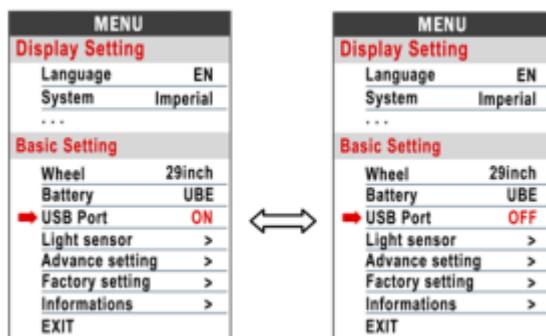 MENU
Display Setting
Language EN
System Imperial
. . .
Basic Setting
Wheel 29inch
Battery UBE
USB Port ON
Light sensor >
Advance setting >
Factory setting >
Informations >
EXIT
MENU
Display Setting
Language EN
System Imperial
. . .
Basic Setting
Wheel 29inch
Battery UBE
USB Port OFF
Light sensor >
Advance setting >
Factory setting >
Informations >
EXIT